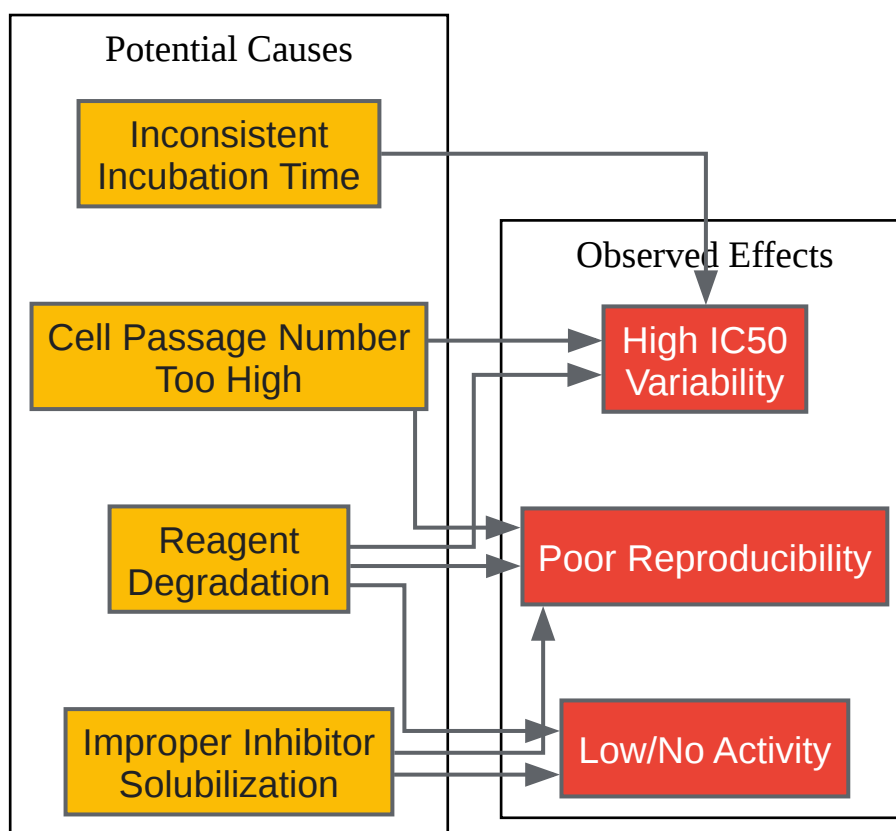 Potential Causes
Inconsistent
Incubation Time
Cell Passage Number
Too High
Reagent
Degradation
Improper Inhibitor
Solubilization
Observed Effects
High IC50
Variability
Poor Reproducibility
Low/No Activity